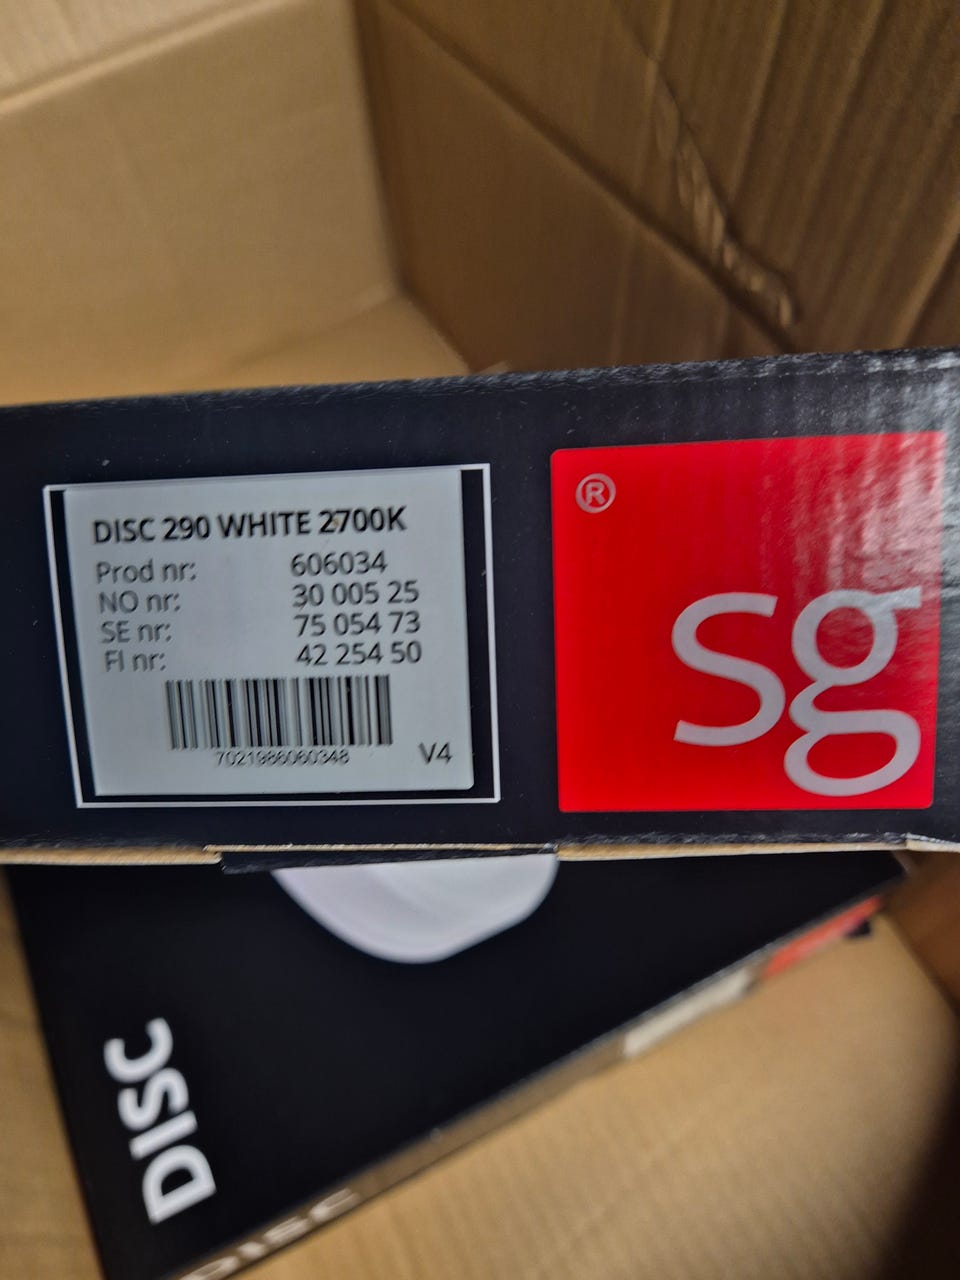 DISC 290 WHITE 2700K
Prod nr: 606034
NO nr: 30 005 25
SE nr: 75 054 73
FI nr: 42 254 50
7021986060348
V4
®
sg
DISC
DISC